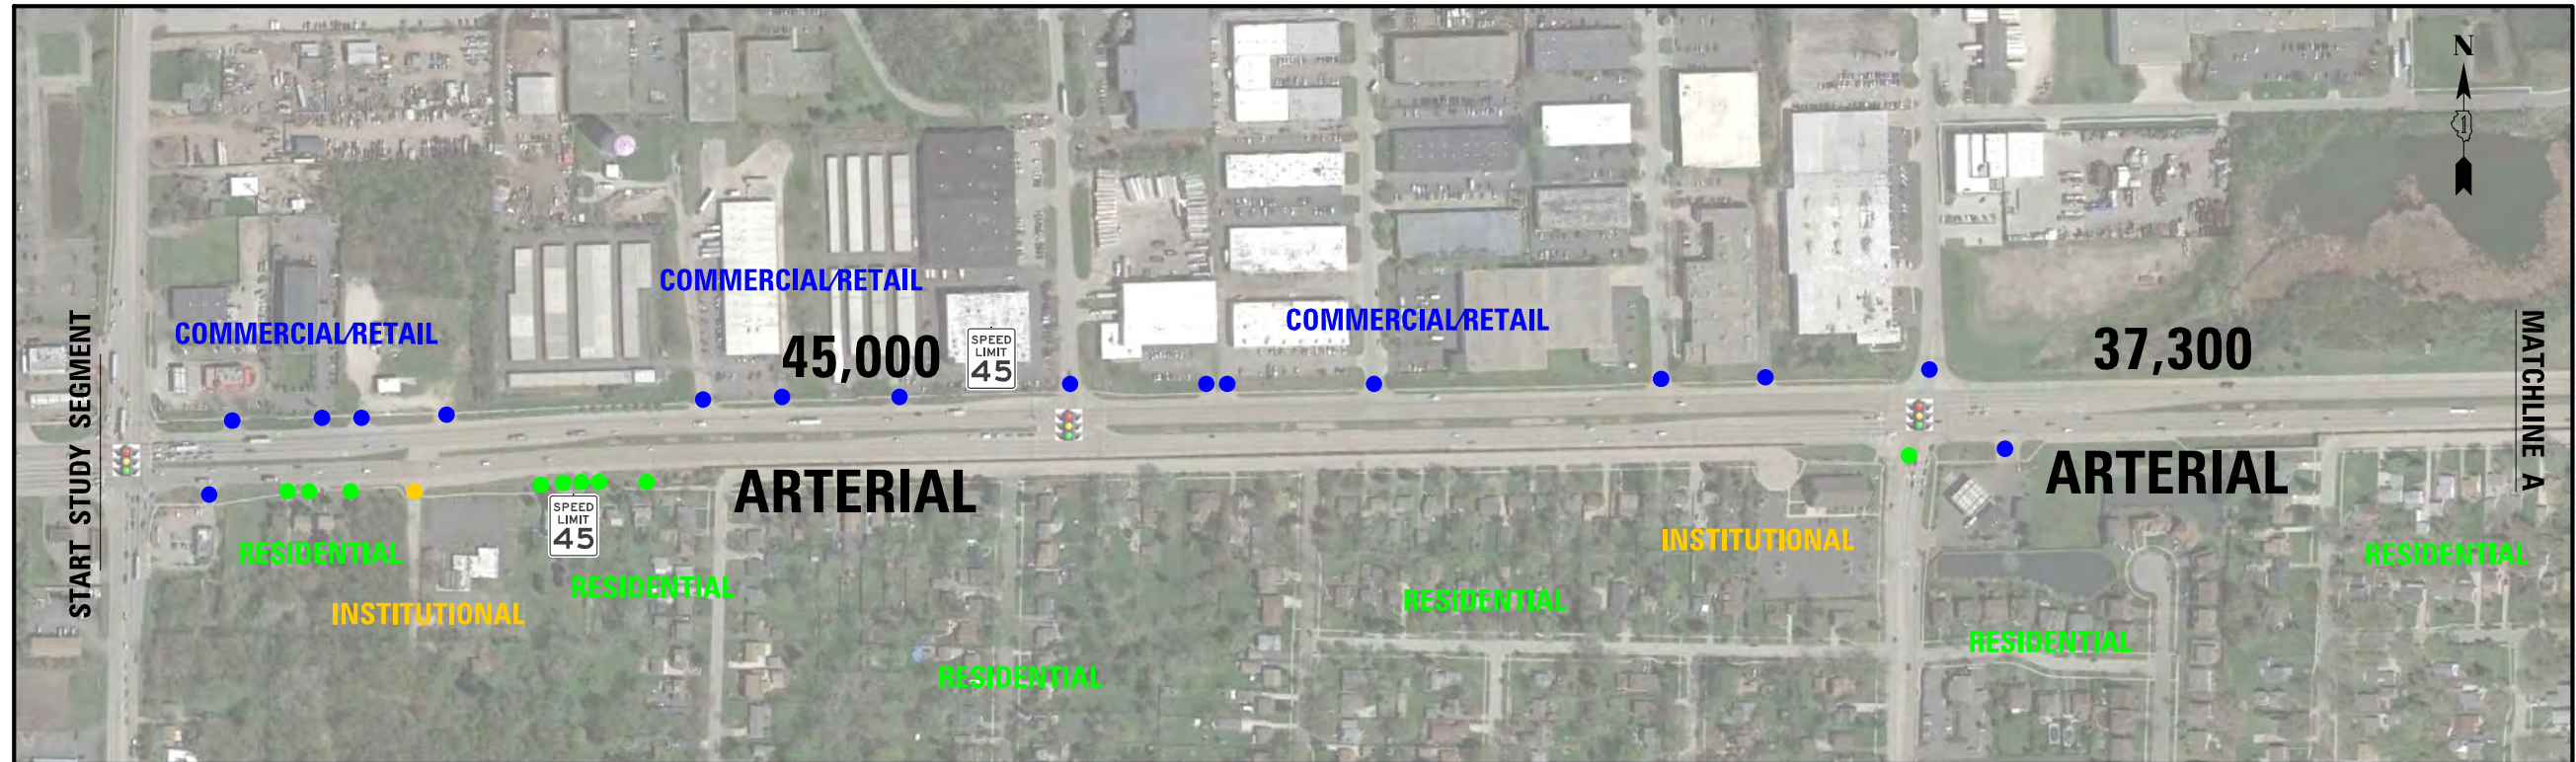 N
1
COMMERCIAL/RETAIL
COMMERCIAL/RETAIL
COMMERCIAL/RETAIL
START STUDY SEGMENT
MATCHLINE A
45,000
SPEED
LIMIT
45
37,300
ARTERIAL
ARTERIAL
SPEED
LIMIT
45
RESIDENTIAL
INSTITUTIONAL
RESIDENTIAL
RESIDENTIAL
RESIDENTIAL
INSTITUTIONAL
RESIDENTIAL
RESIDENTIAL